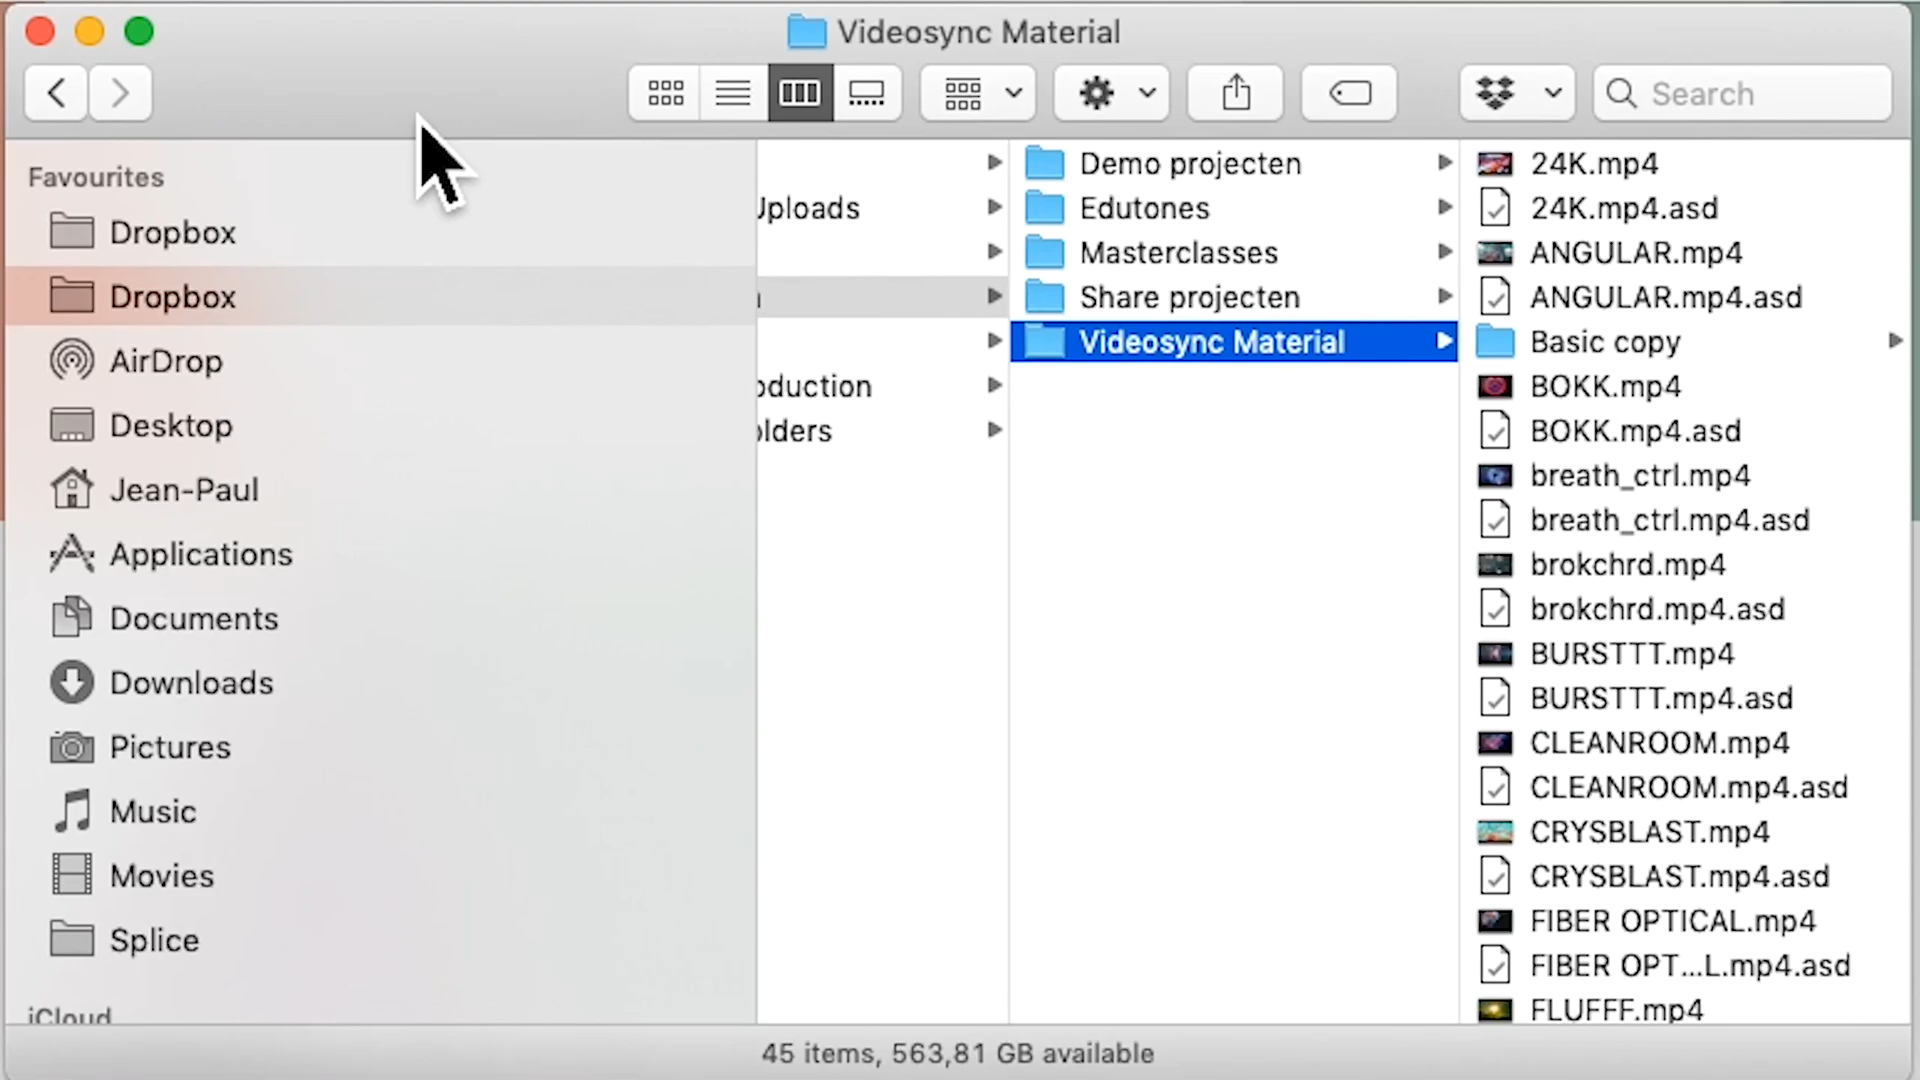 Videosync Material
Search
Favourites
Dropbox
Dropbox
AirDrop
Desktop
Jean-Paul
Applications
Documents
Downloads
Pictures
Music
Movies
Splice
iCloud
Uploads
oduction
olders
Demo projecten
Edutones
Masterclasses
Share projecten
Videosync Material
24K.mp4
24K.mp4.asd
ANGULAR.mp4
ANGULAR.mp4.asd
Basic copy
BOKK.mp4
BOKK.mp4.asd
breath_ctrl.mp4
breath_ctrl.mp4.asd
brokchrd.mp4
brokchrd.mp4.asd
BURSTTT.mp4
BURSTTT.mp4.asd
CLEANROOM.mp4
CLEANROOM.mp4.asd
CRYSBLAST.mp4
CRYSBLAST.mp4.asd
FIBER OPTICAL.mp4
FIBER OPT...L.mp4.asd
FLUFFF.mp4
45 items, 563,81 GB available